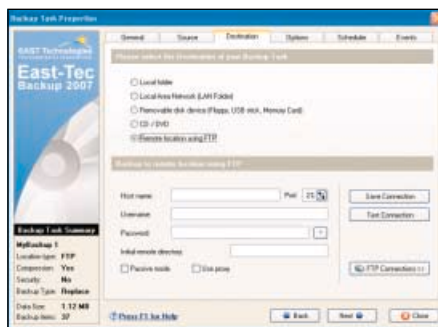 Backup Task Properties
General Source Destination Options Schedule Events
EAST Technologies
East-Tec
Backup 2007
Please select the Destination of your Backup Task
Local folder
Local Area Network (LAN Folder)
Removable disk device (Floppy, USB stick, Memory Card)
CD / DVD
Remote location using FTP
Backup to remote location using FTP
Host name: Port
Save Connection
Username:
Test Connection
Password:
Initial remote directory:
Passive mode Use proxy
FTP Connections >>
Backup Task Summary
MyBackup 1
Location type: FTP
Compression: Yes
Security: No
Backup Type: Replace
Data Size: 1.12 MB
Backup items: 37
Press F1 for Help
Back Next Close